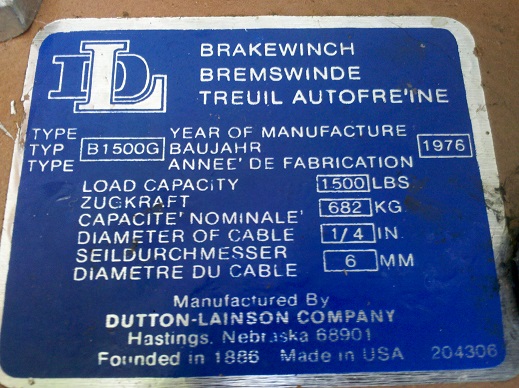 DL
BRAKEWINCH
BREMSWINDE
TREUIL AUTOFRE'INE
TYPE YEAR OF MANUFACTURE
TYP B1500G BAUJAHR 1976
TYPE ANNEE' DE FABRICATION
LOAD CAPACITY 1500 LBS
ZUGKRAFT
CAPACITE' NOMINALE' 682 KG
DIAMETER OF CABLE 1/4 IN.
SEILDURCHMESSER
DIAMETRE DU CABLE 6 MM
Manufactured By
DUTTON-LAINSON COMPANY
Hastings, Nebraska 68901
Founded in 1886 Made in USA 204306